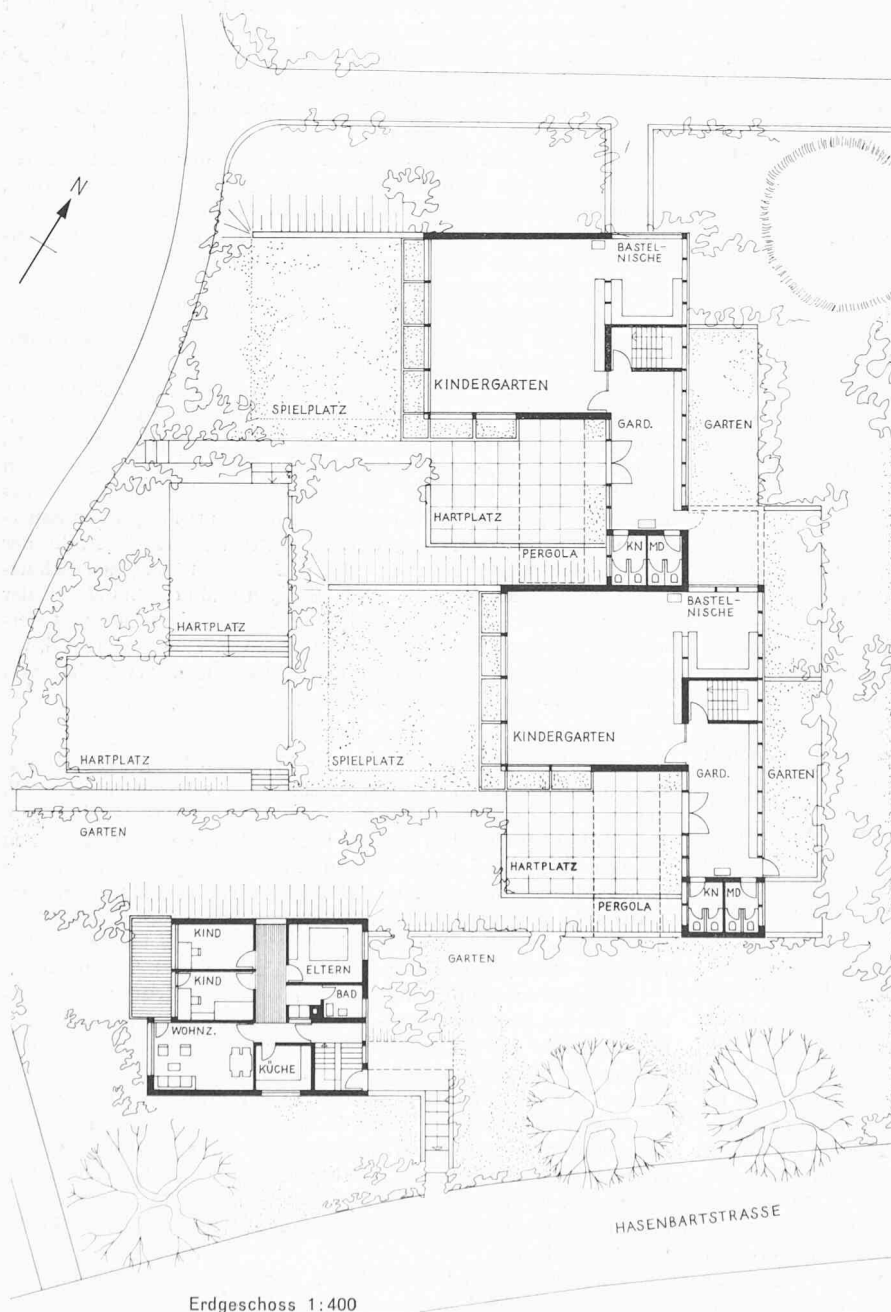 N
BASTEL-
NISCHE
KINDERGARTEN
SPIELPLATZ
GARD.
GARTEN
HARTPLATZ
PERGOLA
KN
MD
BASTEL-
NISCHE
HARTPLATZ
KINDERGARTEN
HARTPLATZ
SPIELPLATZ
GARD.
GARTEN
GARTEN
HARTPLATZ
KN
MD
PERGOLA
KIND
ELTERN
GARTEN
KIND
BAD
WOHNZ.
KÜCHE
HASENBARTSTRASSE
Erdgeschoss 1:400